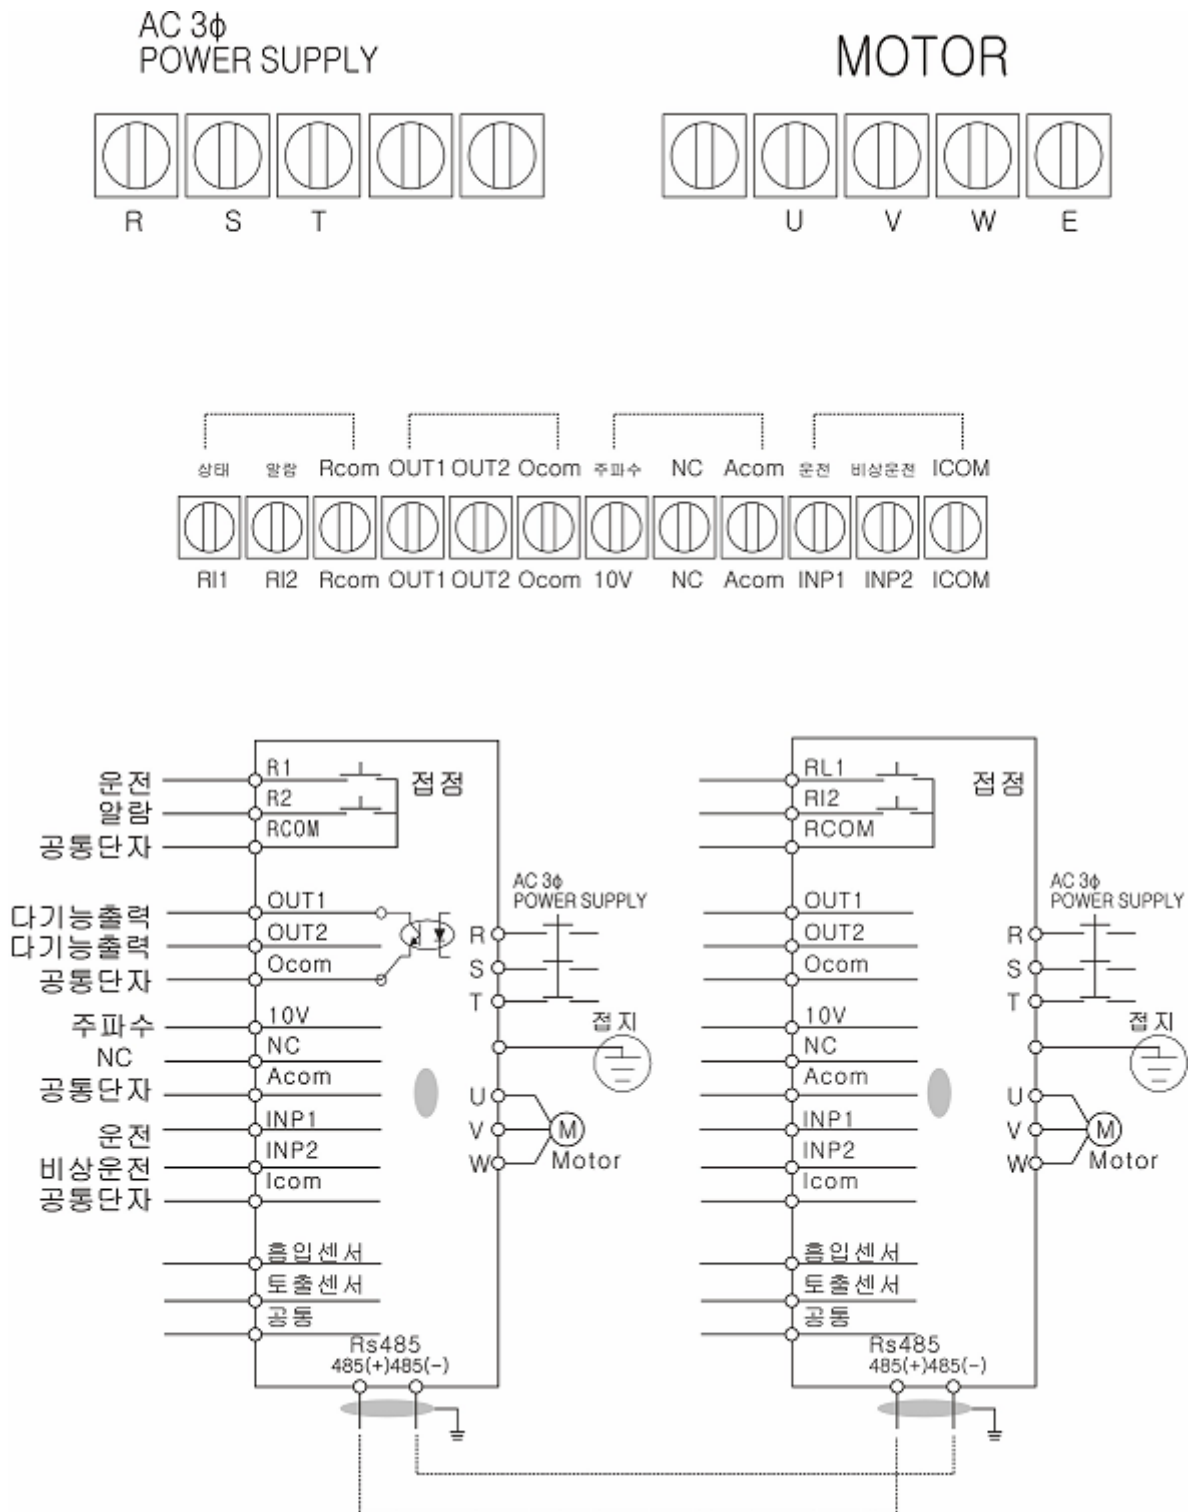 AC 3ϕ
POWER SUPPLY
MOTOR
R S T
U V W E
상태 알람 Rcom OUT1 OUT2 Ocom 주파수 NC Acom 운전 비상운전 ICOM
RI1 RI2 Rcom OUT1 OUT2 Ocom 10V NC Acom INP1 INP2 ICOM
운전
알람
공통단자
다기능출력
다기능출력
공통단자
주파수
NC
공통단자
운전
비상운전
공통단자
R1
R2
RCOM
접점
OUT1
OUT2
Ocom
10V
NC
Acom
INP1
INP2
Icom
흡입센서
토출센서
공통
Rs485
485(+)485(-)
AC 3ϕ
POWER SUPPLY
R
S
T
접지
U
V
W
M
Motor
RL1
RI2
RCOM
접점
OUT1
OUT2
Ocom
10V
NC
Acom
INP1
INP2
Icom
흡입센서
토출센서
공통
Rs485
485(+)485(-)
AC 3ϕ
POWER SUPPLY
R
S
T
접지
U
V
W
M
Motor